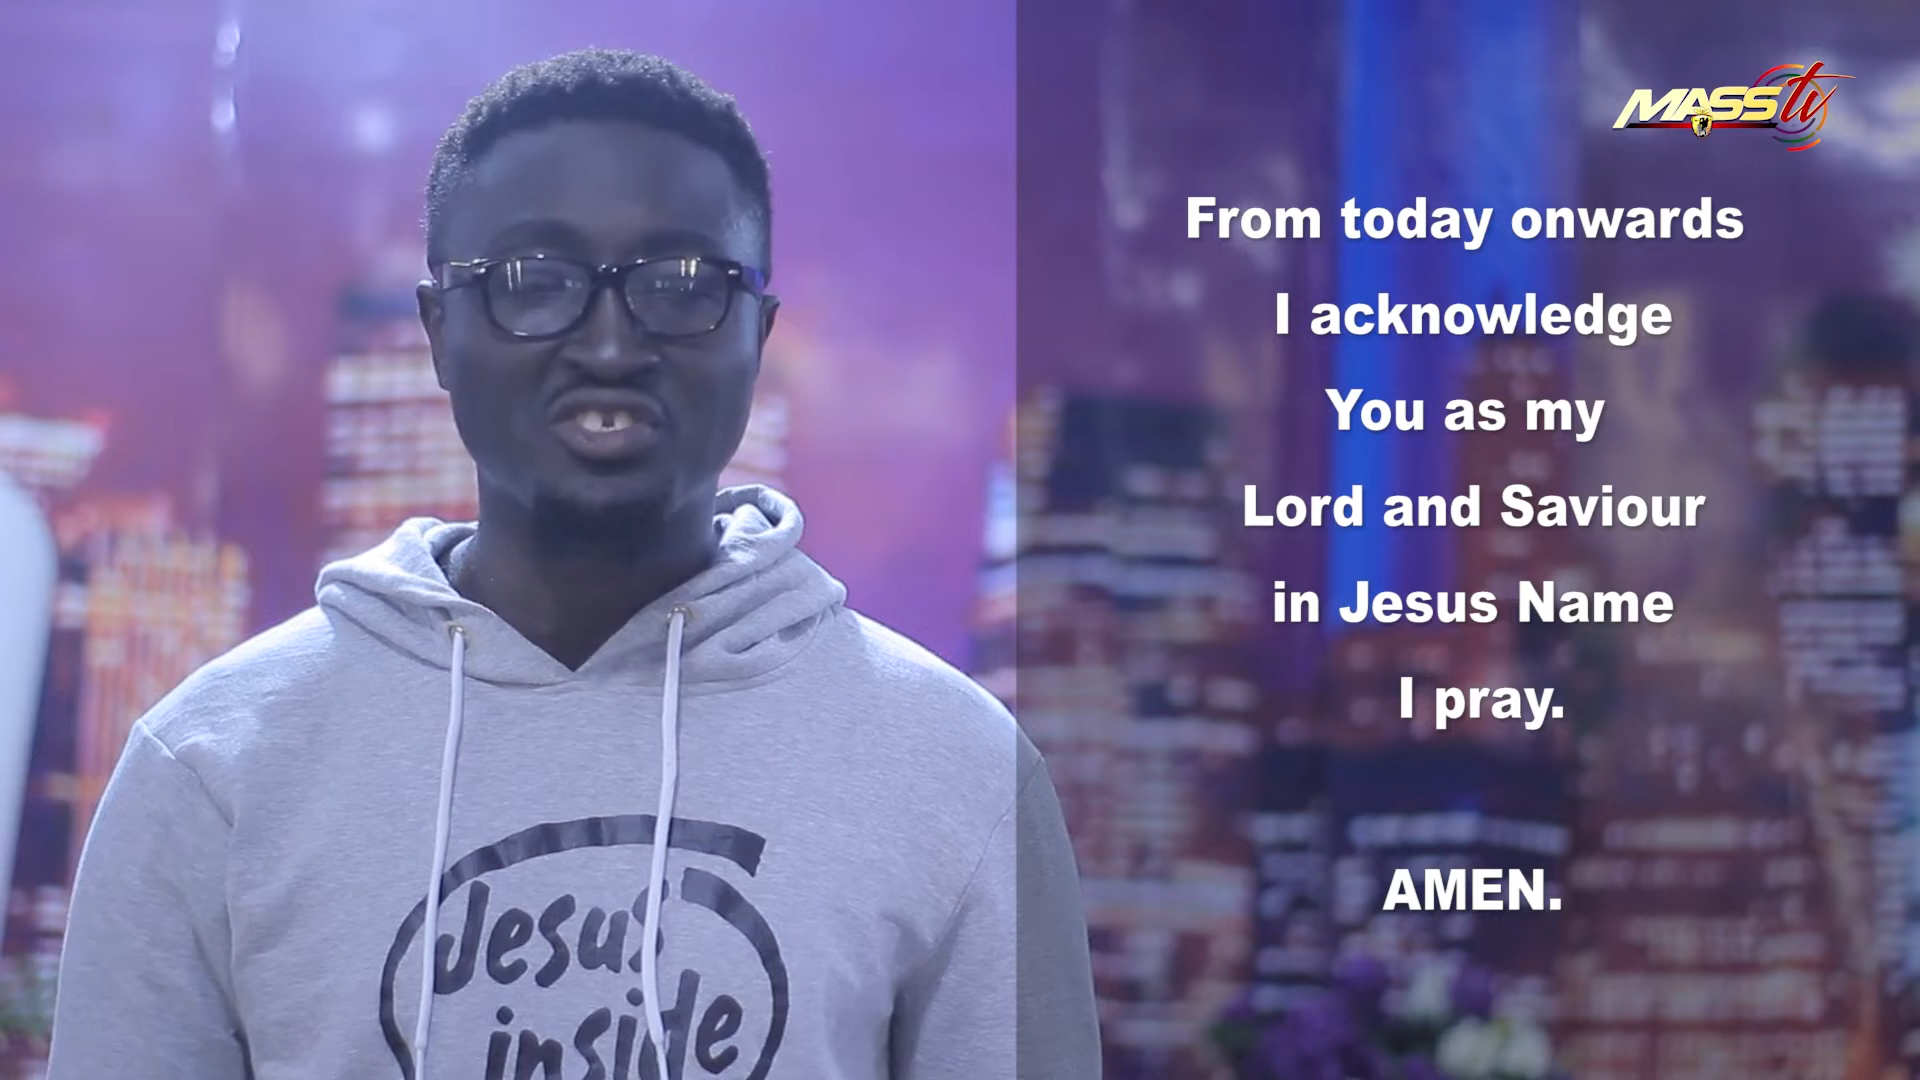 MASS tv
From today onwards
I acknowledge
You as my
Lord and Saviour
in Jesus Name
I pray.
AMEN.
Jesus
inside